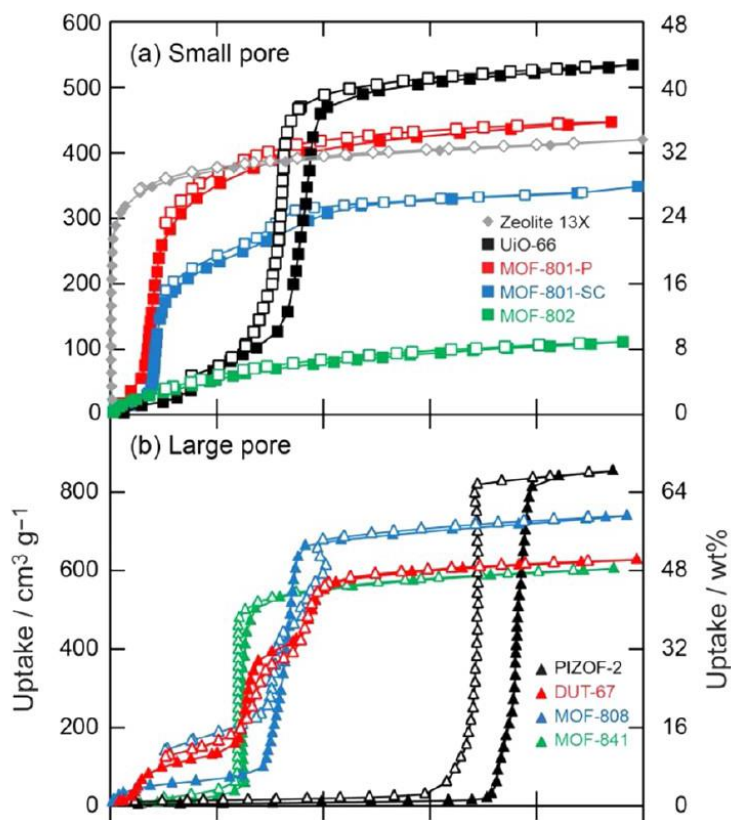 600
500
400
300
200
100
0
48
40
32
24
16
8
0
(a) Small pore
Zeolite 13X
UiO-66
MOF-801-P
MOF-801-SC
MOF-802
(b) Large pore
800
600
400
200
0
64
48
32
16
0
PIZOF-2
DUT-67
MOF-808
MOF-841
Uptake / cm³ g⁻¹
Uptake / wt%